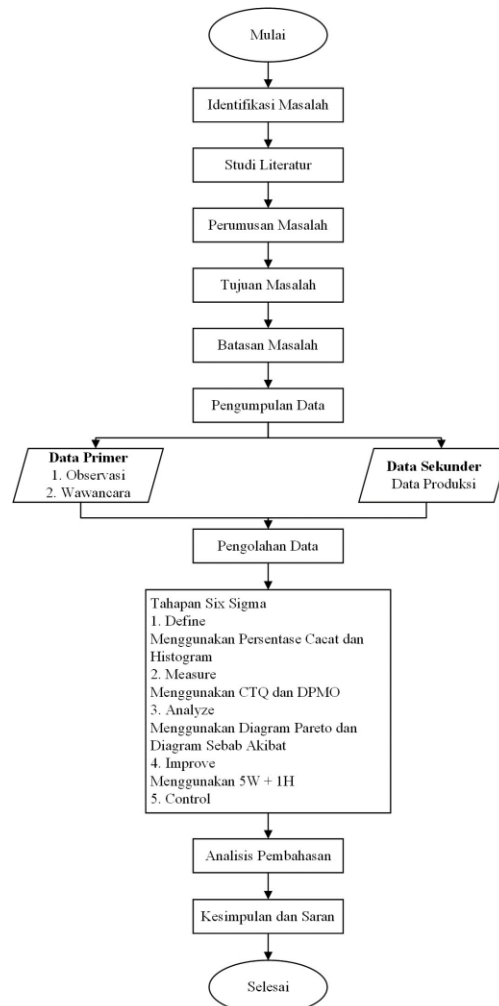 Mulai
Identifikasi Masalah
Studi Literatur
Perumusan Masalah
Tujuan Masalah
Batasan Masalah
Pengumpulan Data
Data Primer
1. Observasi
2. Wawancara
Data Sekunder
Data Produksi
Pengolahan Data
Tahapan Six Sigma
1. Define
Menggunakan Persentase Cacat dan
Histogram
2. Measure
Menggunakan CTQ dan DPMO
3. Analyze
Menggunakan Diagram Pareto dan
Diagram Sebab Akibat
4. Improve
Menggunakan 5W + 1H
5. Control
Analisis Pembahasan
Kesimpulan dan Saran
Selesai